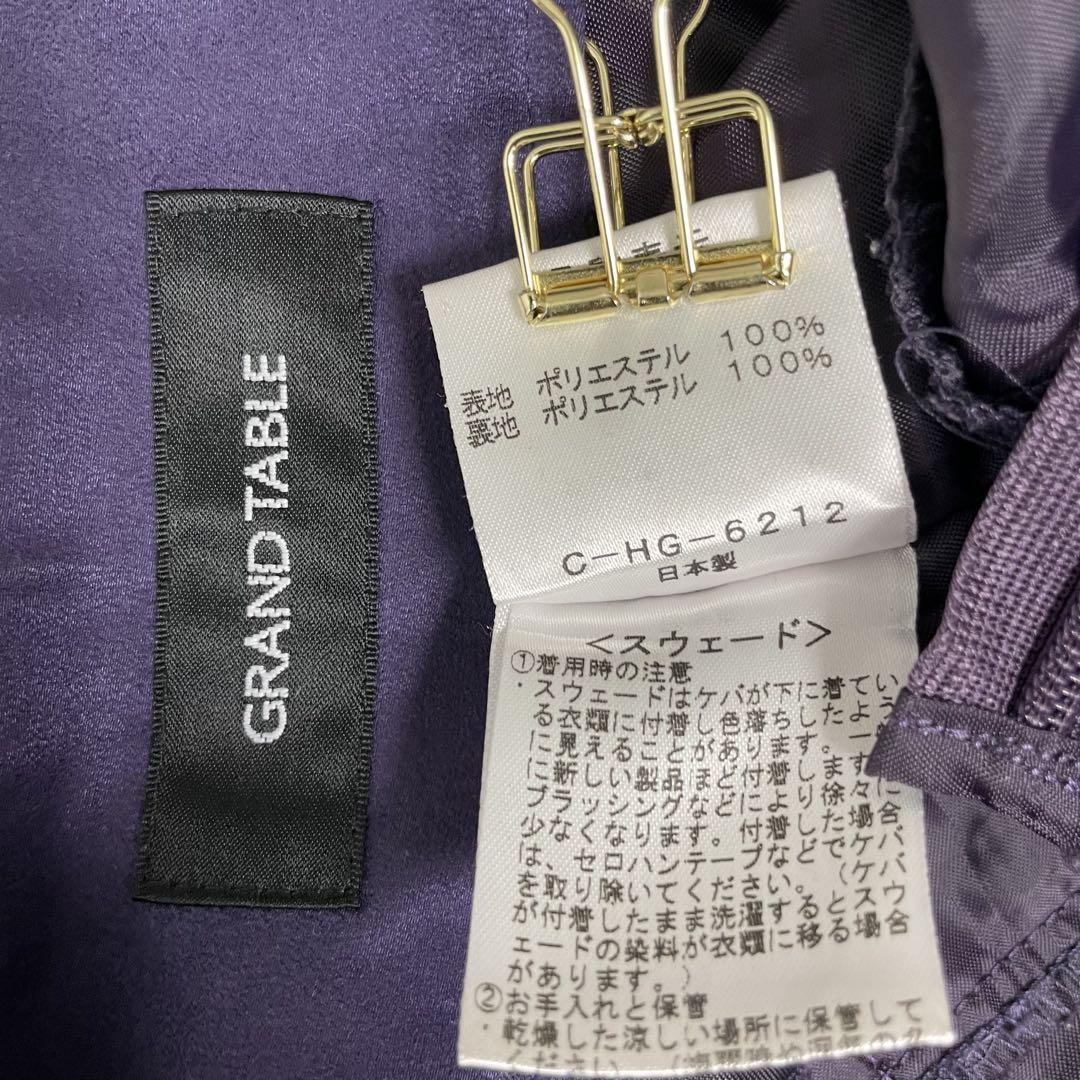 GRAND TABLE
表地 ポリエステル 100%
裏地 ポリエステル 100%
C-HG-6212
日本製
<スウェード>
①着用時の注意
・スウェードはケバが下に着てい
る衣類に付着し色落ちしたよう
に見えることがあります。一
に新しい製品ほど付着します
ブラッシングなどにより徐々に
少なくなります。付着した場合
は、セロハンテープなどでケバ
を取り除いてください。(ケバ
が付着したまま洗濯するとスウ
ェードの染料が衣類に移る場合
があります。)
②お手入れと保管
・乾燥した涼しい場所に保管して
ください。